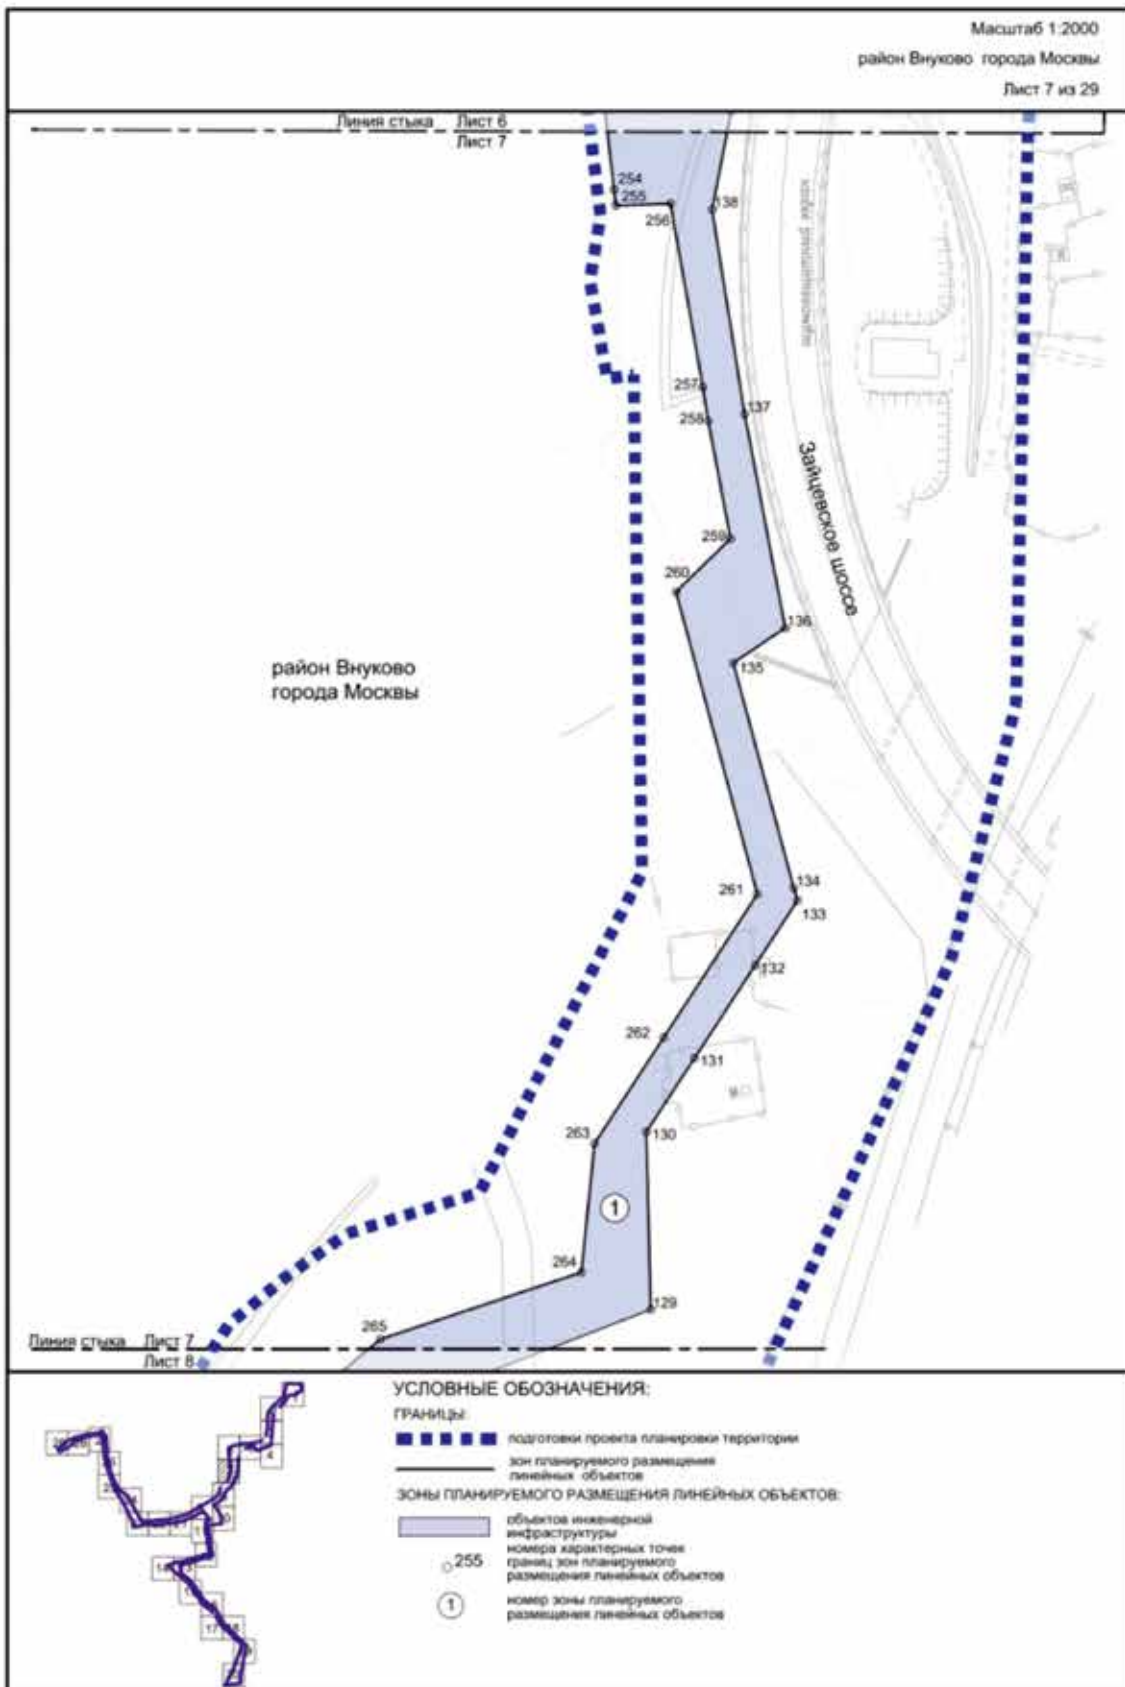 Масштаб 1:2000
район Внуково города Москвы
Лист 7 из 29
Линия стыка Лист 6
Лист 7
254
255
256
138
257
258
137
Зайцевское шоссе
259
260
136
135
район Внуково
города Москвы
261
134
133
132
262
131
263
130
1
264
129
265
Линия стыка Лист 7
Лист 8
УСЛОВНЫЕ ОБОЗНАЧЕНИЯ:
ГРАНИЦЫ:
подготовки проекта планировки территории
зон планируемого размещения
линейных объектов
ЗОНЫ ПЛАНИРУЕМОГО РАЗМЕЩЕНИЯ ЛИНЕЙНЫХ ОБЪЕКТОВ:
объектов инженерной
инфраструктуры
255
номера характерных точек
границ зон планируемого
размещения линейных объектов
1
номер зоны планируемого
размещения линейных объектов
4
17